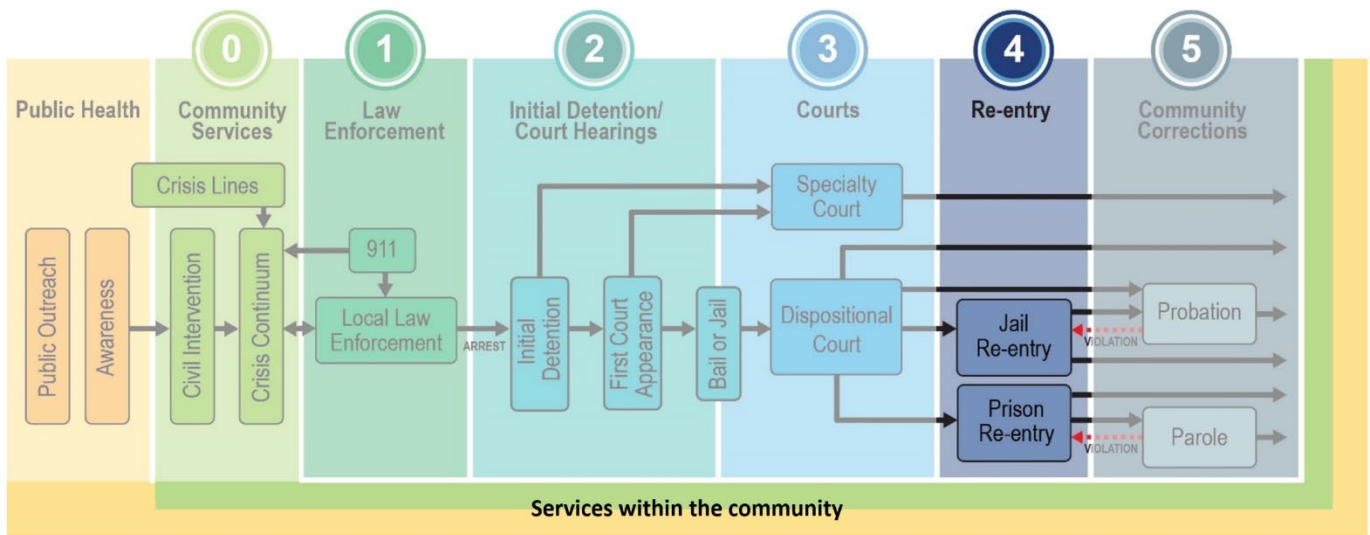 0
1
2
3
4
5
Public Health
Community
Services
Law
Enforcement
Initial Detention/
Court Hearings
Courts
Re-entry
Community
Corrections
Crisis Lines
Public Outreach
Awareness
Civil Intervention
Crisis Continuum
911
Local Law
Enforcement
ARREST
Initial
Detention
First Court
Appearance
Bail or Jail
Specialty
Court
Dispositional
Court
Jail
Re-entry
Prison
Re-entry
Probation
VIOLATION
Parole
VIOLATION
Services within the community